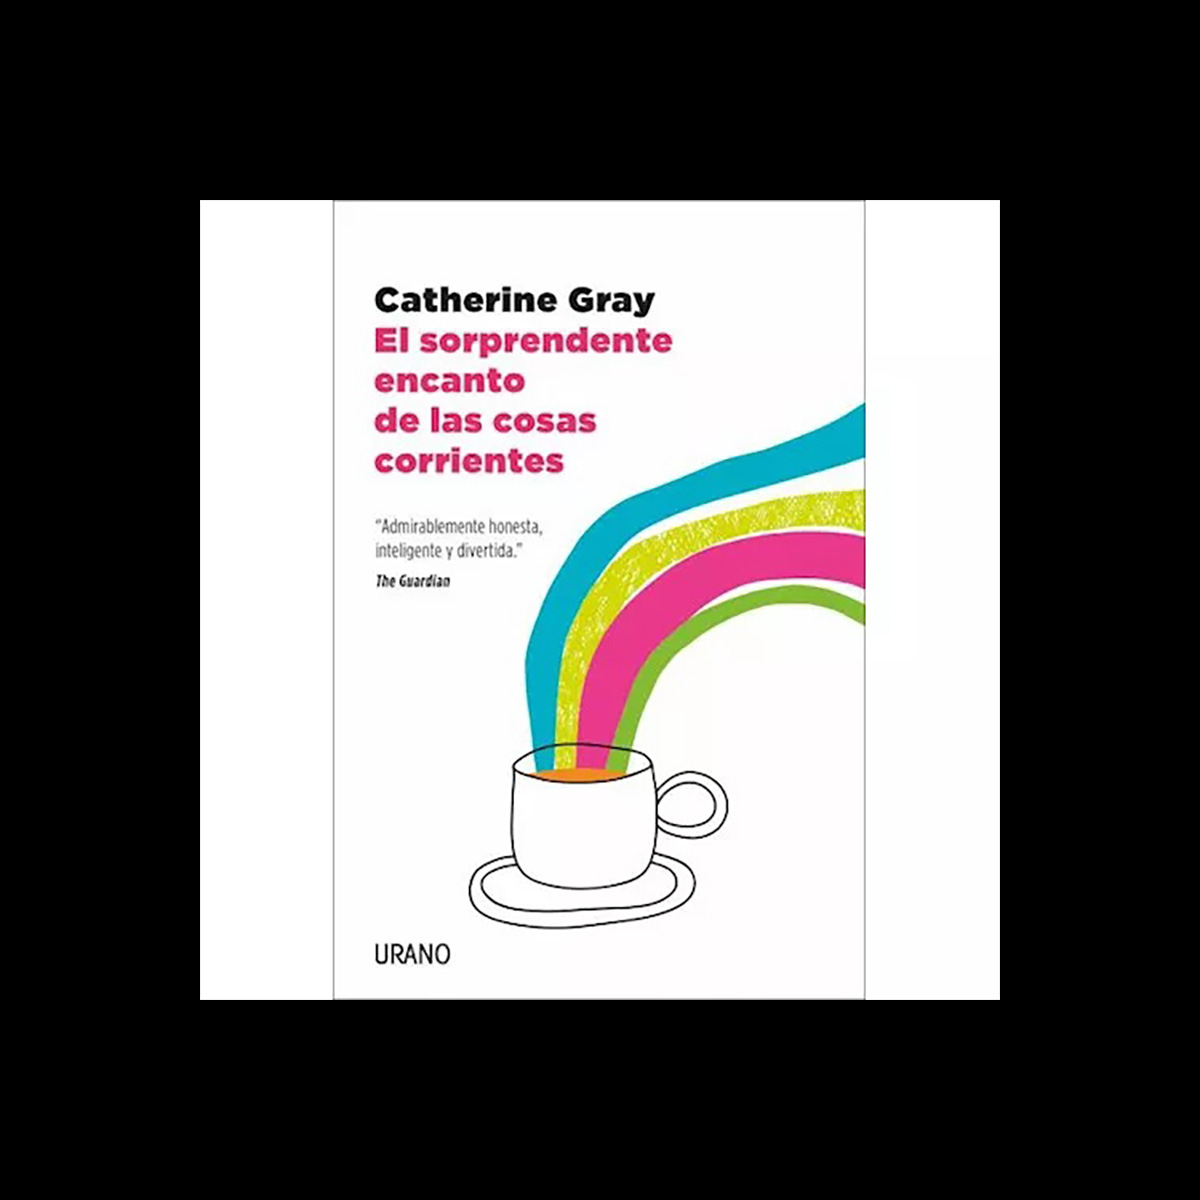 Catherine Gray
El sorprendente
encanto
de las cosas
corrientes
“Admirablemente honesta,
inteligente y divertida.”
The Guardian
URANO